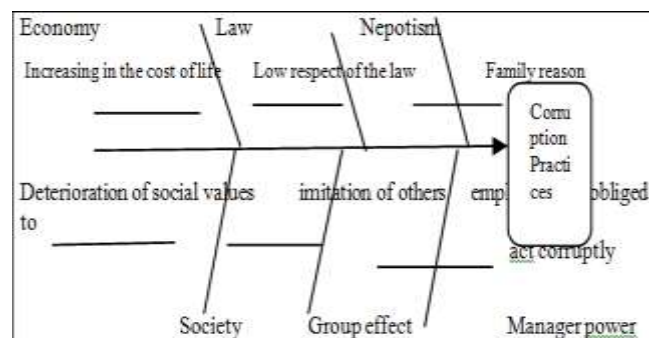 Economy Law Nepotism
Increasing in the cost of life Low respect of the law Family reason
Corru
ption
Practi
ces
Deterioration of social values imitation of others obliged
to
act corruptly
Society Group effect Manager power